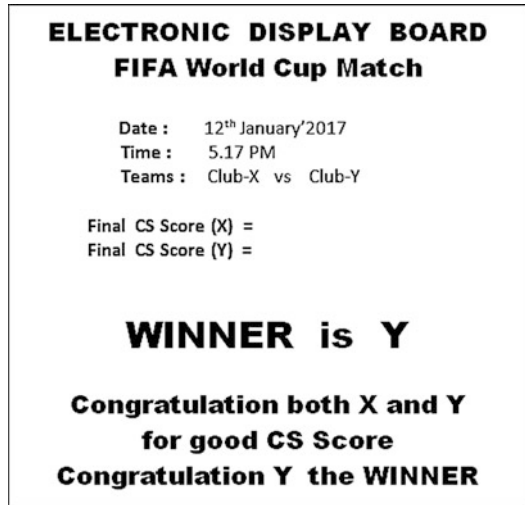 ELECTRONIC DISPLAY BOARD
FIFA World Cup Match
Date : 12th January'2017
Time : 5.17 PM
Teams : Club-X vs Club-Y
Final CS Score (X) =
Final CS Score (Y) =
WINNER is Y
Congratulation both X and Y
for good CS Score
Congratulation Y the WINNER